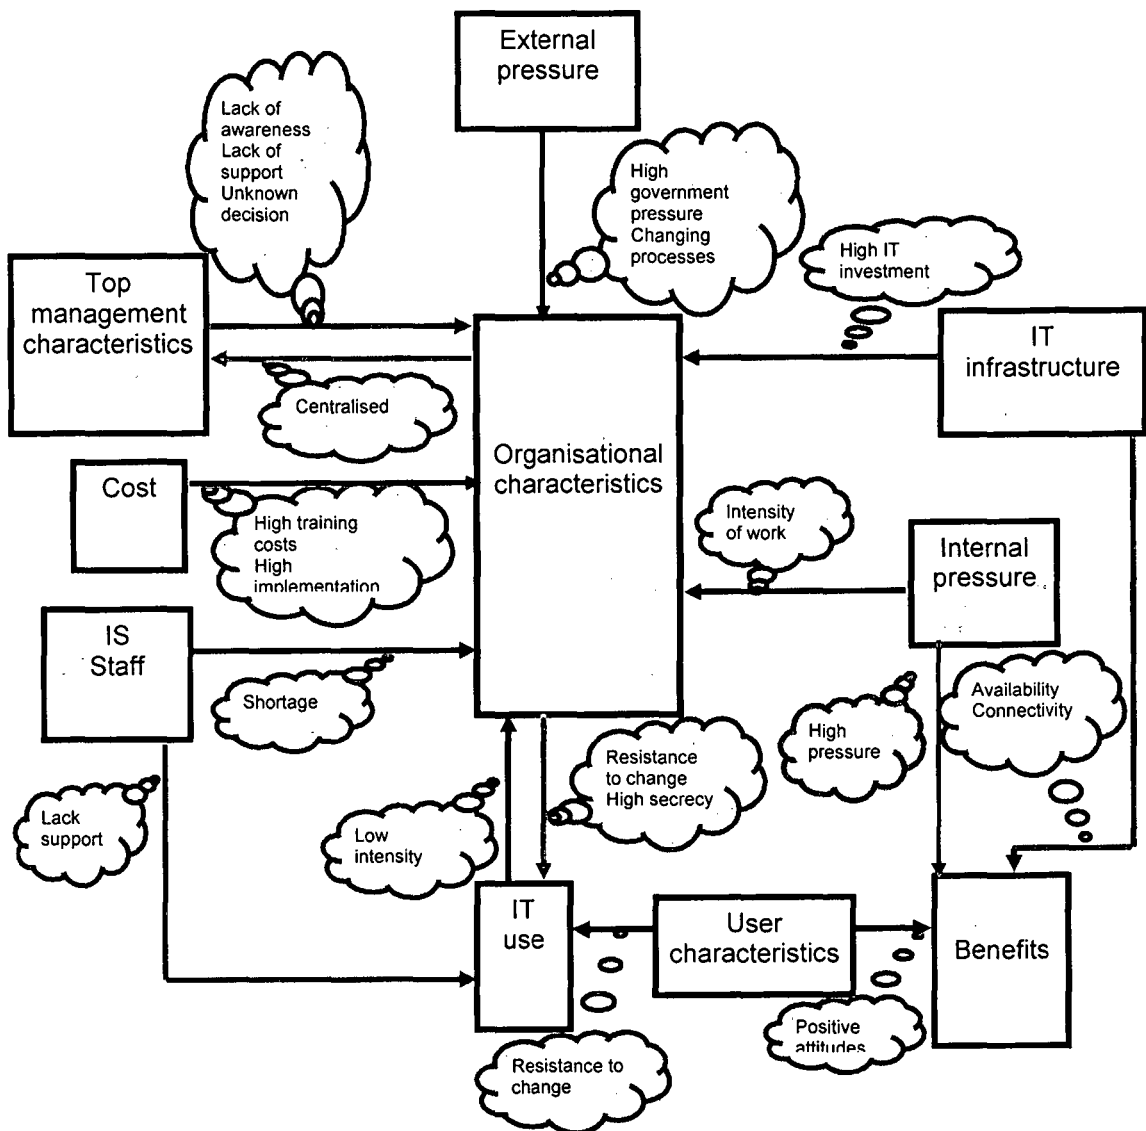 External
pressure
Lack of
awareness
Lack of
support
Unknown
decision
High
government
pressure
Changing
processes
High IT
investment
Top
management
characteristics
IT
infrastructure
Centralised
Organisational
characteristics
Cost
High training
costs
High
implementation
Intensity
of work
Internal
pressure
IS
Staff
Shortage
Availability
Connectivity
High
pressure
Resistance
to change
High secrecy
Lack
support
Low
intensity
IT
use
User
characteristics
Benefits
Positive
attitudes
Resistance to
change